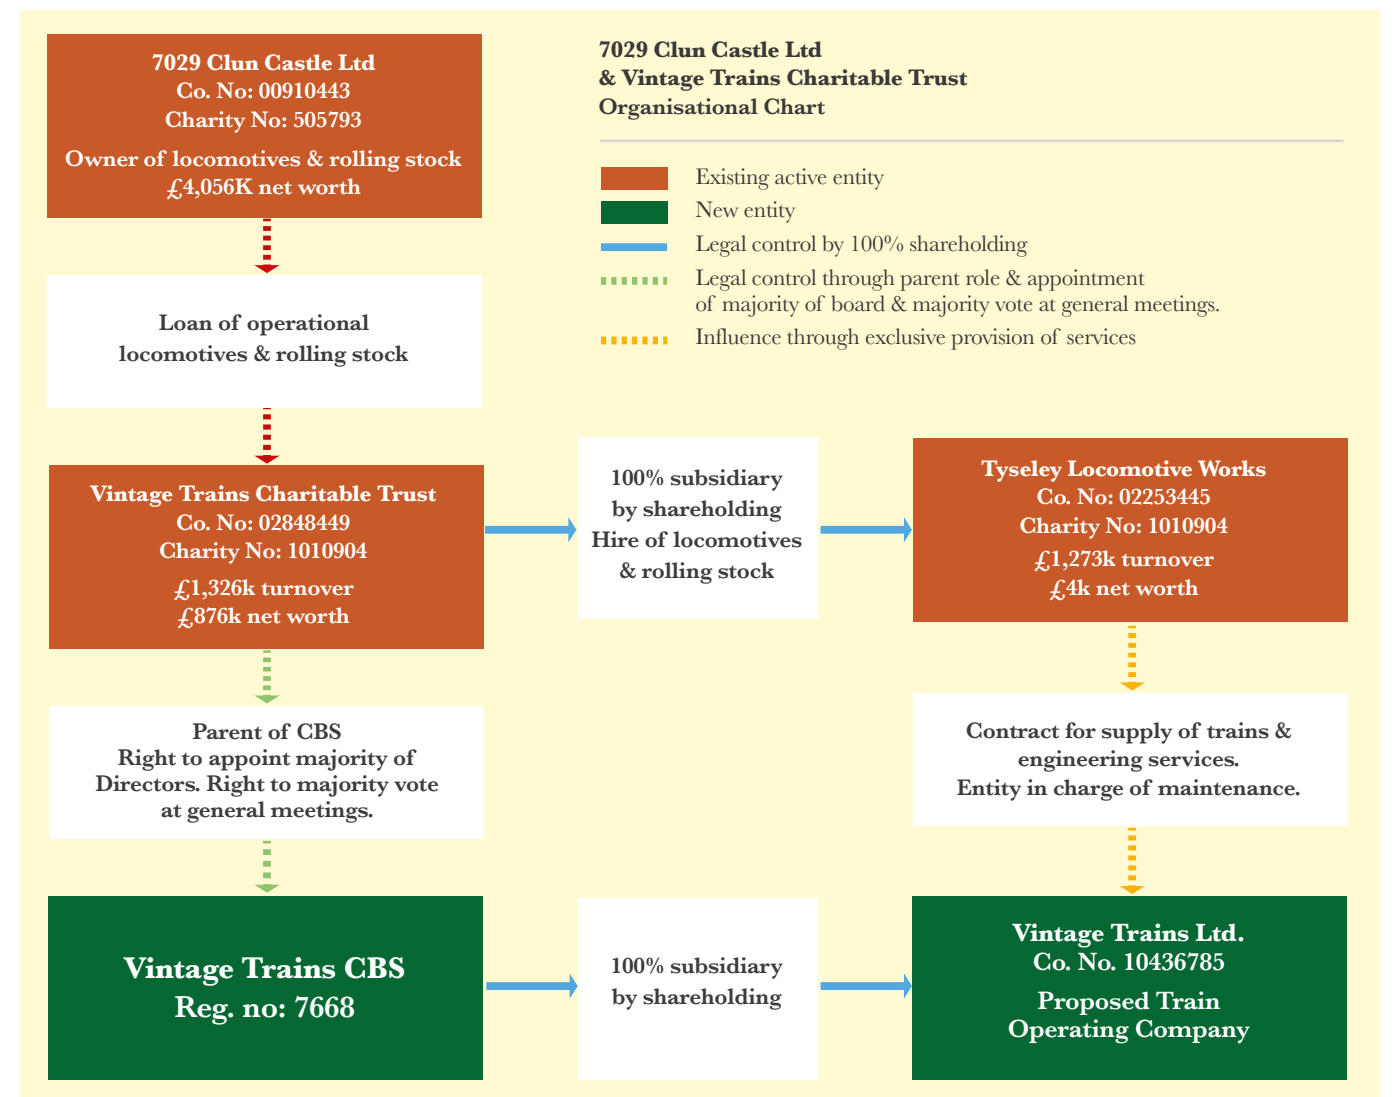 7029 Clun Castle Ltd
Co. No: 00910443
Charity No: 505793
Owner of locomotives & rolling stock
£4,056K net worth
7029 Clun Castle Ltd
& Vintage Trains Charitable Trust
Organisational Chart
Existing active entity
New entity
Legal control by 100% shareholding
Legal control through parent role & appointment
of majority of board & majority vote at general meetings.
Influence through exclusive provision of services
Loan of operational
locomotives & rolling stock
Vintage Trains Charitable Trust
Co. No: 02848449
Charity No: 1010904
£1,326k turnover
£876k net worth
100% subsidiary
by shareholding
Hire of locomotives
& rolling stock
Tyseley Locomotive Works
Co. No: 02253445
Charity No: 1010904
£1,273k turnover
£4k net worth
Parent of CBS
Right to appoint majority of
Directors. Right to majority vote
at general meetings.
Contract for supply of trains &
engineering services.
Entity in charge of maintenance.
Vintage Trains CBS
Reg. no: 7668
100% subsidiary
by shareholding
Vintage Trains Ltd.
Co. No. 10436785
Proposed Train
Operating Company